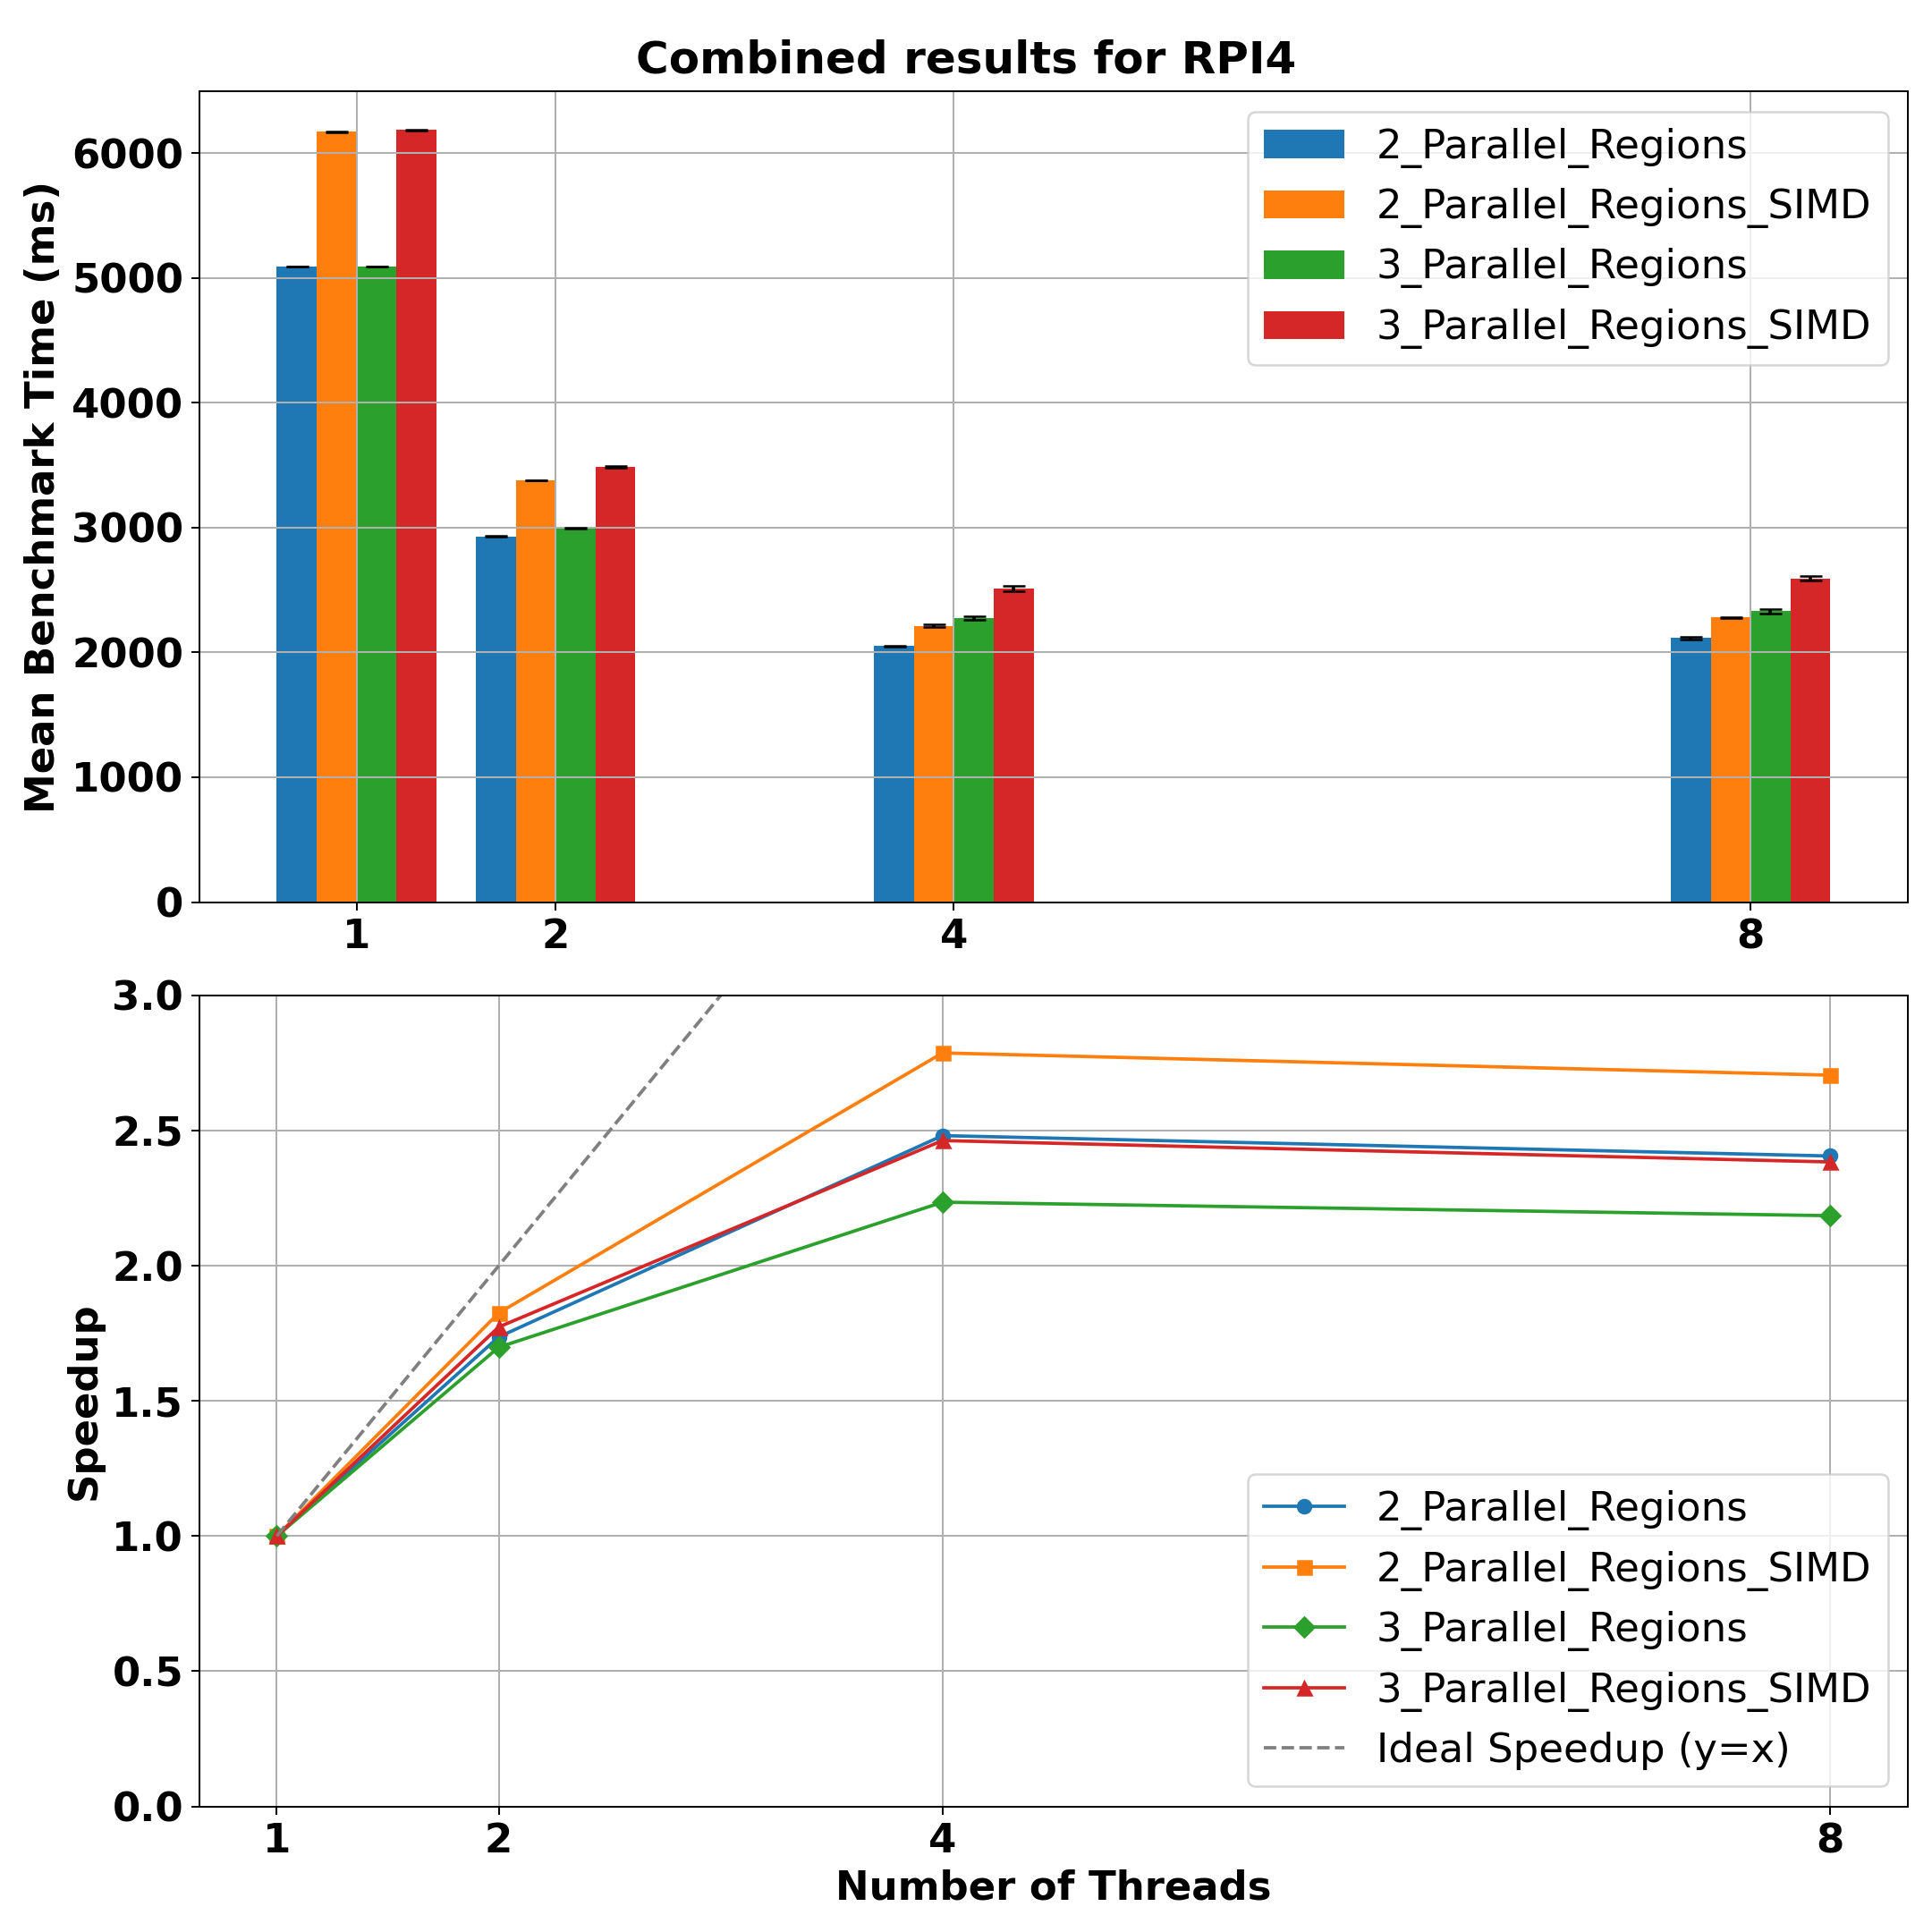 Combined results for RPI4
Mean Benchmark Time (ms)
6000
5000
4000
3000
2000
1000
0
2_Parallel_Regions
2_Parallel_Regions_SIMD
3_Parallel_Regions
3_Parallel_Regions_SIMD
1 2 4 8
Speedup
3.0
2.5
2.0
1.5
1.0
0.5
0.0
2_Parallel_Regions
2_Parallel_Regions_SIMD
3_Parallel_Regions
3_Parallel_Regions_SIMD
Ideal Speedup (y=x)
1 2 4 8
Number of Threads